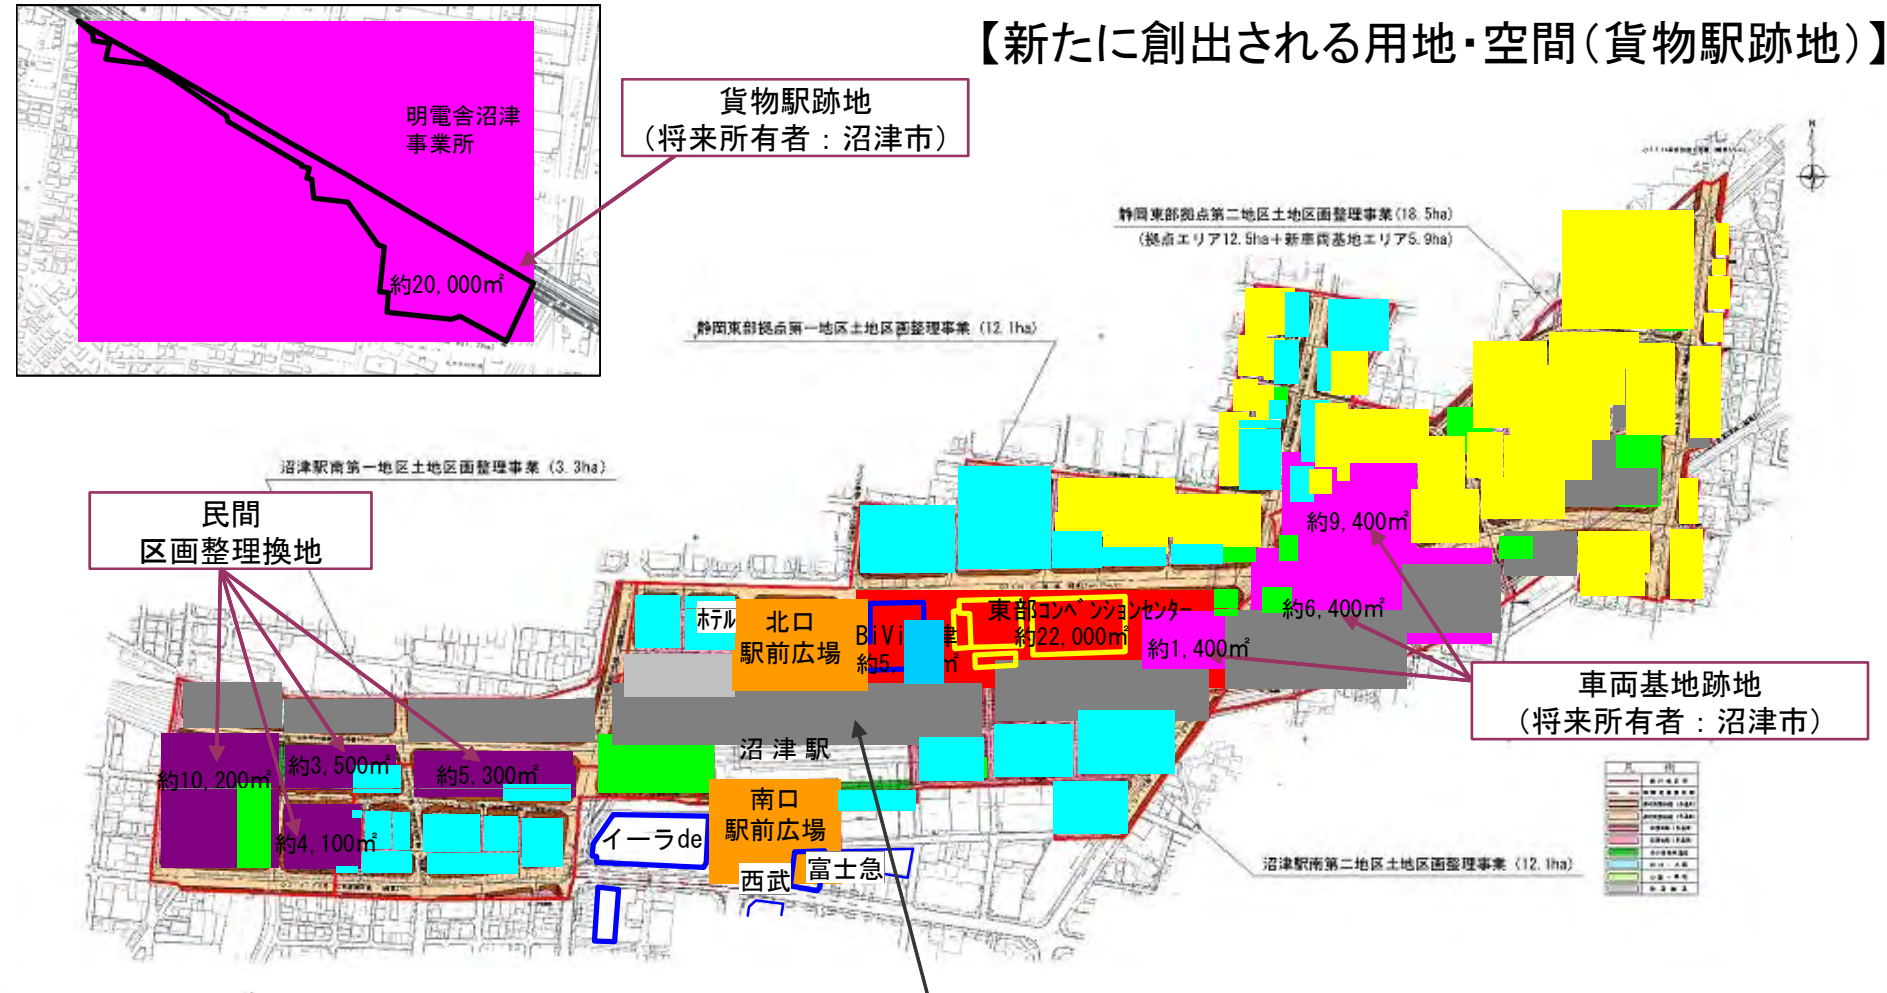 【新たに創出される用地・空間(貨物駅跡地)】
明電舎沼津
事業所
約20,000㎡
貨物駅跡地
(将来所有者:沼津市)
静岡東部拠点第二地区土地区画整理事業(18.5ha)
(拠点エリア12.5ha+新車両基地エリア5.9ha)
静岡東部拠点第一地区土地区画整理事業 (12.1ha)
沼津駅南第一地区土地区画整理事業 (3.3ha)
民間
区画整理換地
約9,400㎡
約6,400㎡
約1,400㎡
東部コンベンションセンター
約22,000㎡
ホテル
北口
駅前広場
BiVi
津
約5,
㎡
車両基地跡地
(将来所有者:沼津市)
沼津駅
約10,200㎡
約3,500㎡
約5,300㎡
約4,100㎡
南口
駅前広場
イーラde
西武
富士急
沼津駅南第二地区土地区画整理事業 (12.1ha)
凡例